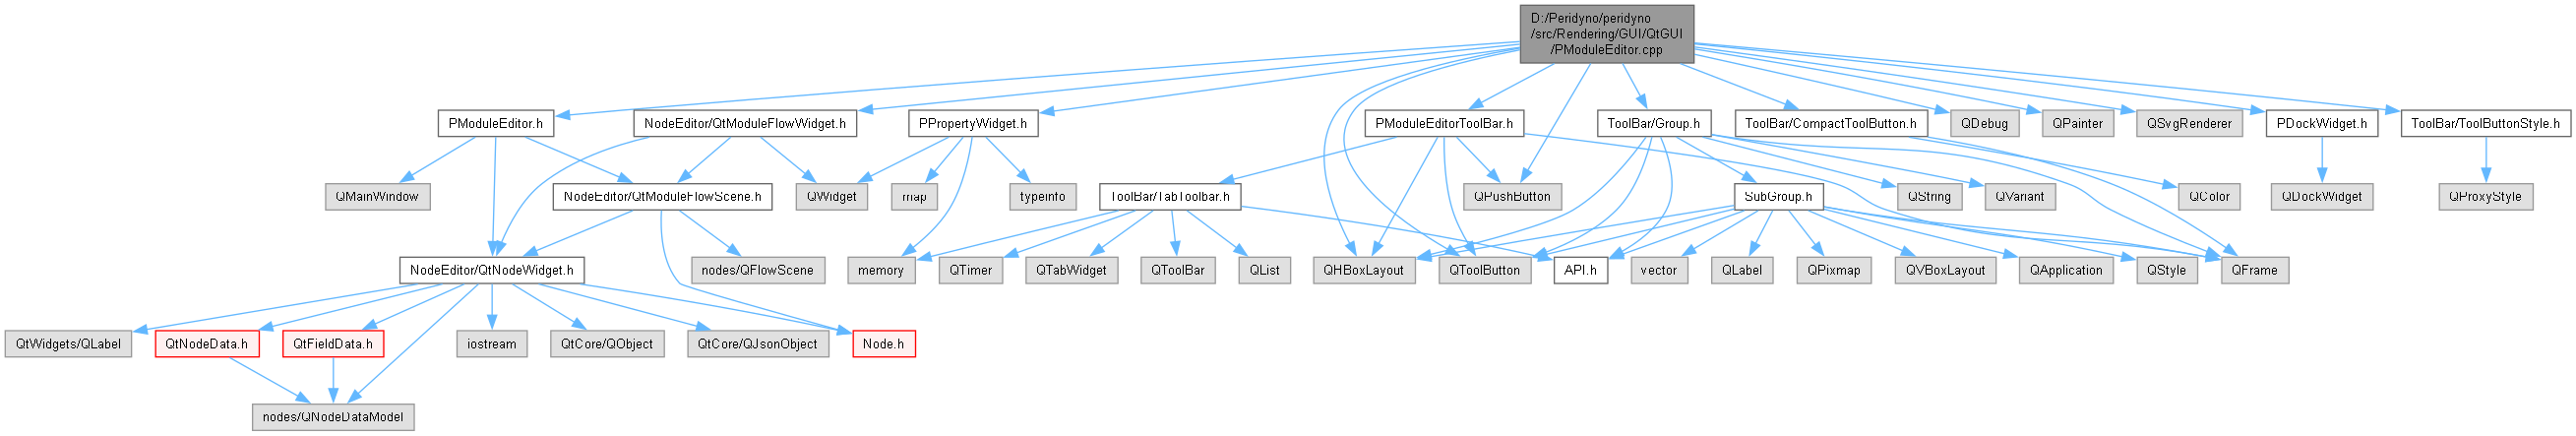 D:/Peridyno/peridyno
/src/Rendering/GUI/QtGUI
/PModuleEditor.cpp
PModuleEditor.h
NodeEditor/QtModuleFlowWidget.h
PPropertyWidget.h
PModuleEditorToolBar.h
ToolBar/Group.h
ToolBar/CompactToolButton.h
QDebug
QPainter
QSvgRenderer
PDockWidget.h
ToolBar/ToolButtonStyle.h
QMainWindow
NodeEditor/QtModuleFlowScene.h
QWidget
map
typeinfo
ToolBar/TabToolbar.h
QPushButton
SubGroup.h
QString
QVariant
QColor
QDockWidget
QProxyStyle
NodeEditor/QtNodeWidget.h
nodes/QFlowScene
memory
QTimer
QTabWidget
QToolBar
QList
QHBoxLayout
QToolButton
API.h
vector
QLabel
QPixmap
QVBoxLayout
QApplication
QStyle
QFrame
QtWidgets/QLabel
QtNodeData.h
QtFieldData.h
iostream
QtCore/QObject
QtCore/QJsonObject
Node.h
nodes/QNodeDataModel